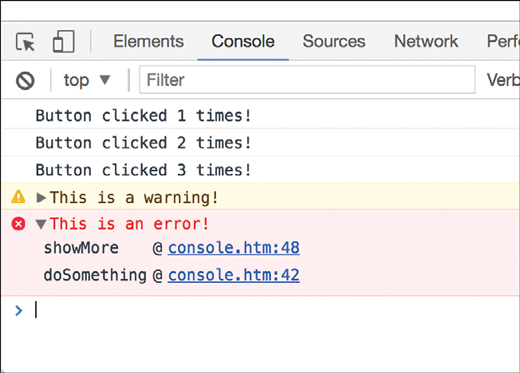 Elements Console Sources Network Perf
top ▼ Filter Verb
Button clicked 1 times!
Button clicked 2 times!
Button clicked 3 times!
▶This is a warning!
▼This is an error!
showMore @ console.htm:48
doSomething @ console.htm:42
>